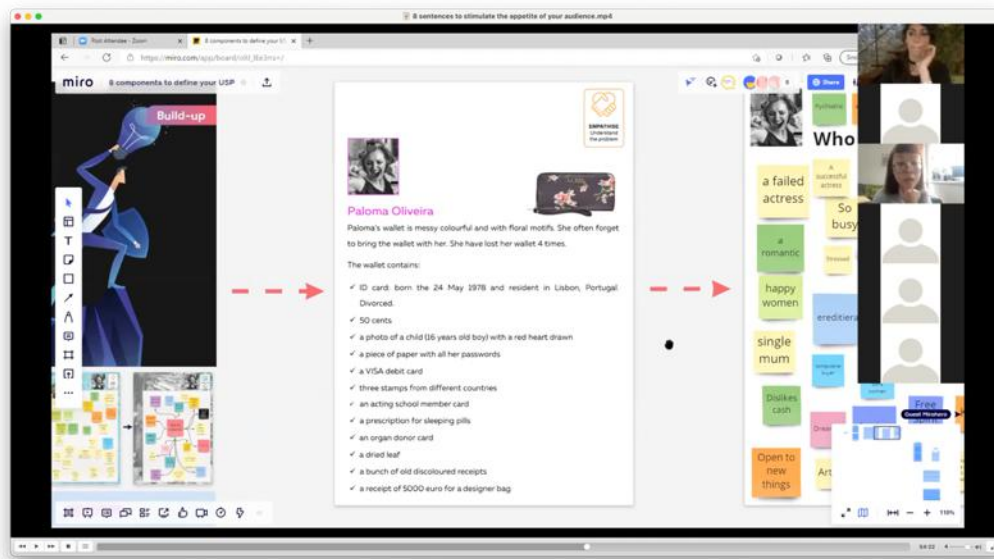 8 sentences to stimulate the appetite of your audience.mp4
Post Attendee - Zoom
8 components to define your
https://miro.com/app/board/
miro 8 components to define your USP
Share
Build-up
EMPATHISE
Understand
the problem
Paloma Oliveira
Paloma's wallet is messy colourful and with floral motifs. She often forget
to bring the wallet with her. She have lost her wallet 4 times.
The wallet contains:
✓ ID card: born the 24 May 1978 and resident in Lisbon, Portugal.
Divorced.
✓ 50 cents
✓ a photo of a child (16 years old boy) with a red heart drawn
✓ a piece of paper with all her passwords
✓ a VISA debit card
✓ three stamps from different countries
✓ an acting school member card
✓ a prescription for sleeping pills
✓ an organ donor card
✓ a dried leaf
✓ a bunch of old discoloured receipts
✓ a receipt of 5000 euro for a designer bag
Who
a failed
actress
a
successful
actress
So
busy
a
romantic
Stressed
happy
women
ereditiera
single
mum
Dislikes
cash
Free
Guest Mirohero
Open to
new
things
Art
110%